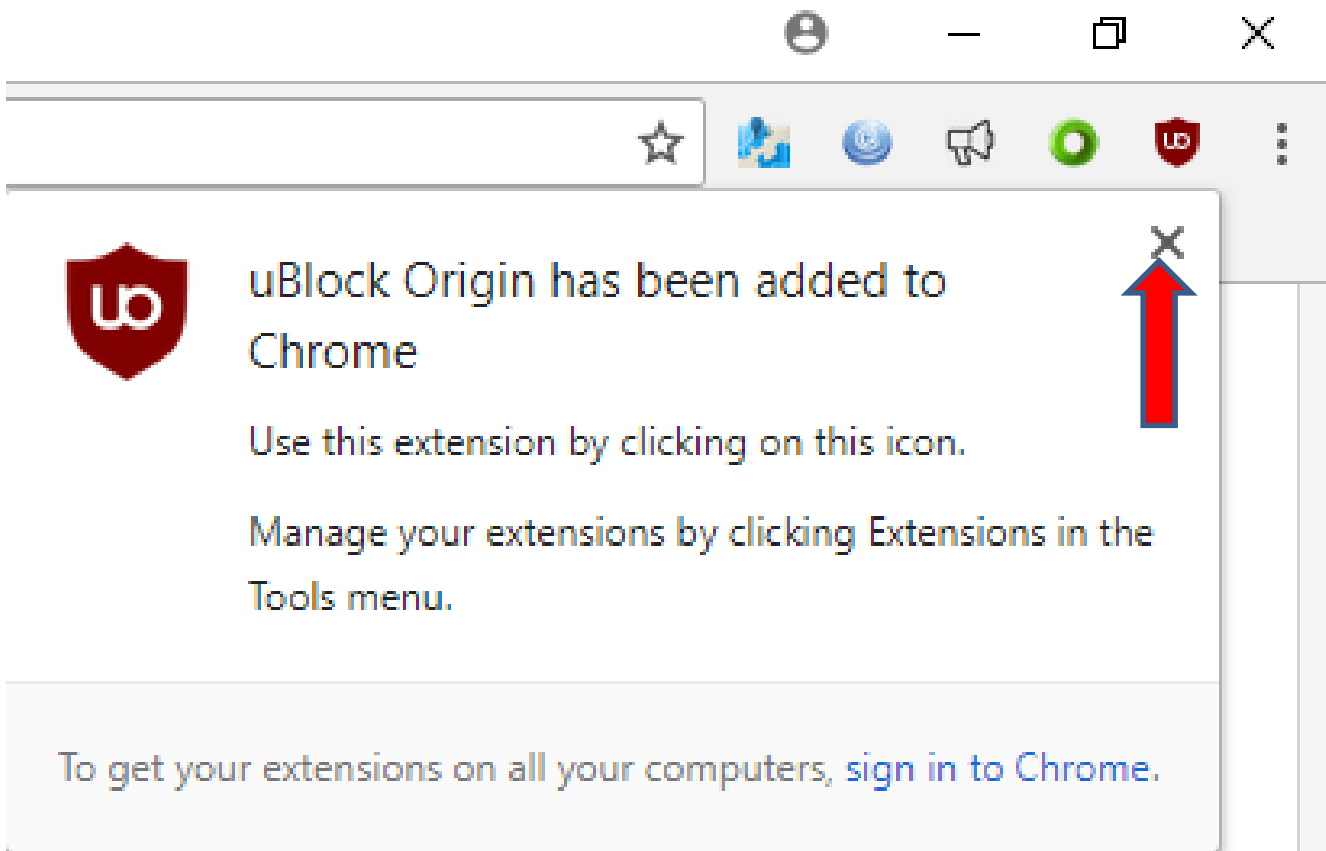 uBlock Origin has been added to
Chrome
Use this extension by clicking on this icon.
Manage your extensions by clicking Extensions in the
Tools menu.
To get your extensions on all your computers, sign in to Chrome.